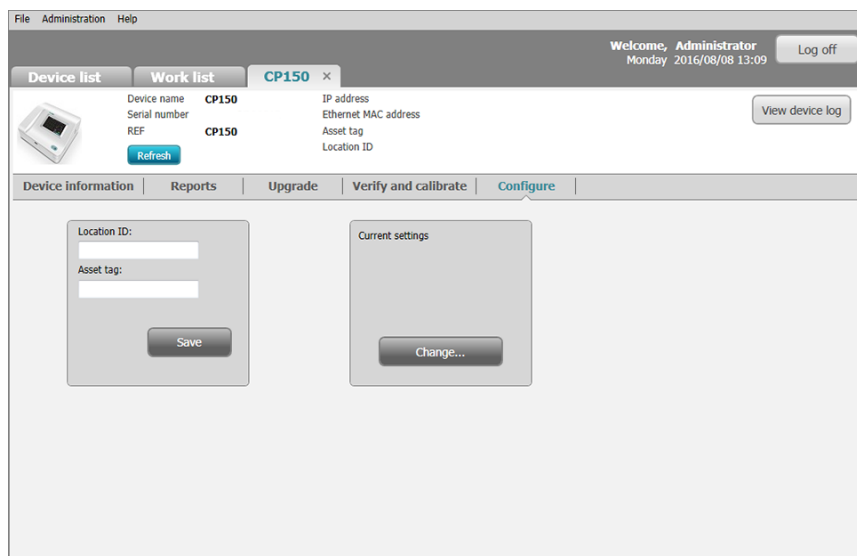 File Administration Help
Welcome, Administrator
Monday 2016/08/08 13:09
Log off
Device list Work list CP150 ×
Device name CP150 IP address
Serial number Ethernet MAC address
REF CP150 Asset tag
Location ID
Refresh
View device log
Device information Reports Upgrade Verify and calibrate Configure
Location ID:
Asset tag:
Save
Current settings
Change...